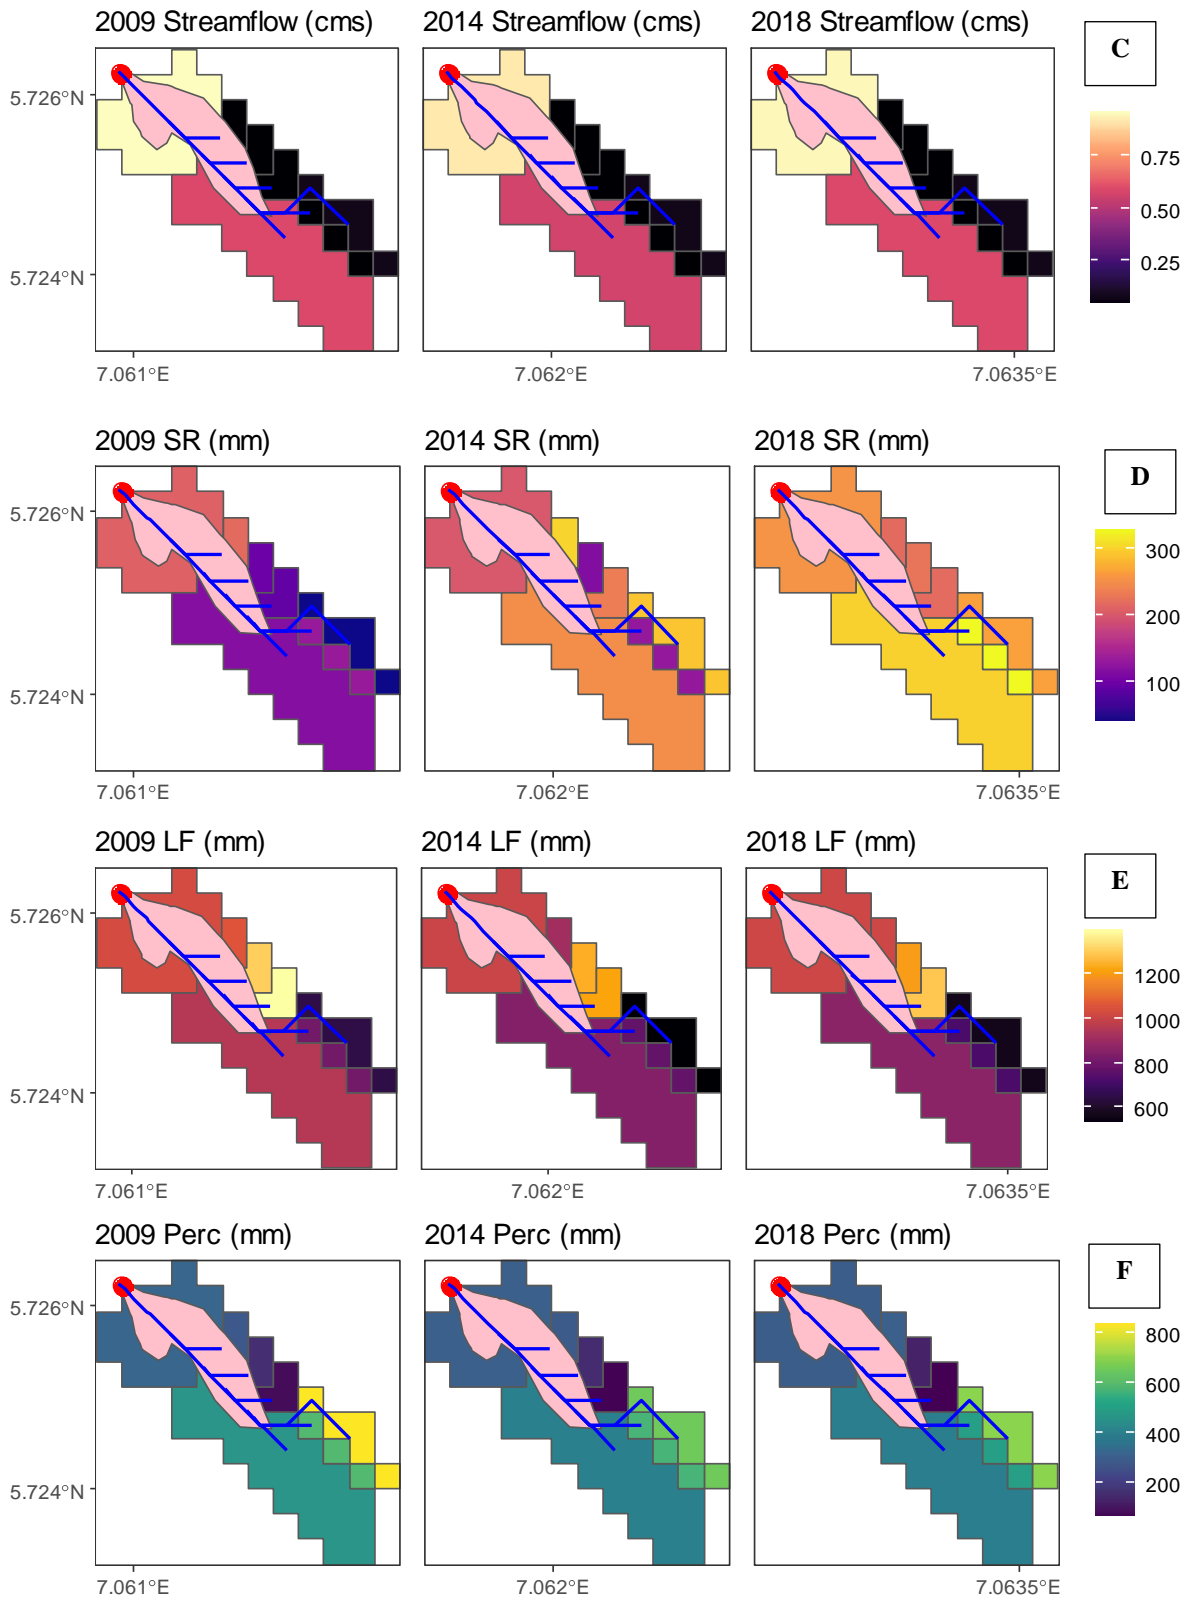 2009 Streamflow (cms) 2014 Streamflow (cms) 2018 Streamflow (cms)
C
5.726°N
5.724°N
0.75
0.50
0.25
7.061°E 7.062°E 7.0635°E
2009 SR (mm) 2014 SR (mm) 2018 SR (mm)
D
5.726°N
5.724°N
300
200
100
7.061°E 7.062°E 7.0635°E
2009 LF (mm) 2014 LF (mm) 2018 LF (mm)
E
5.726°N
5.724°N
1200
1000
800
600
7.061°E 7.062°E 7.0635°E
2009 Perc (mm) 2014 Perc (mm) 2018 Perc (mm)
F
5.726°N
5.724°N
800
600
400
200
7.061°E 7.062°E 7.0635°E